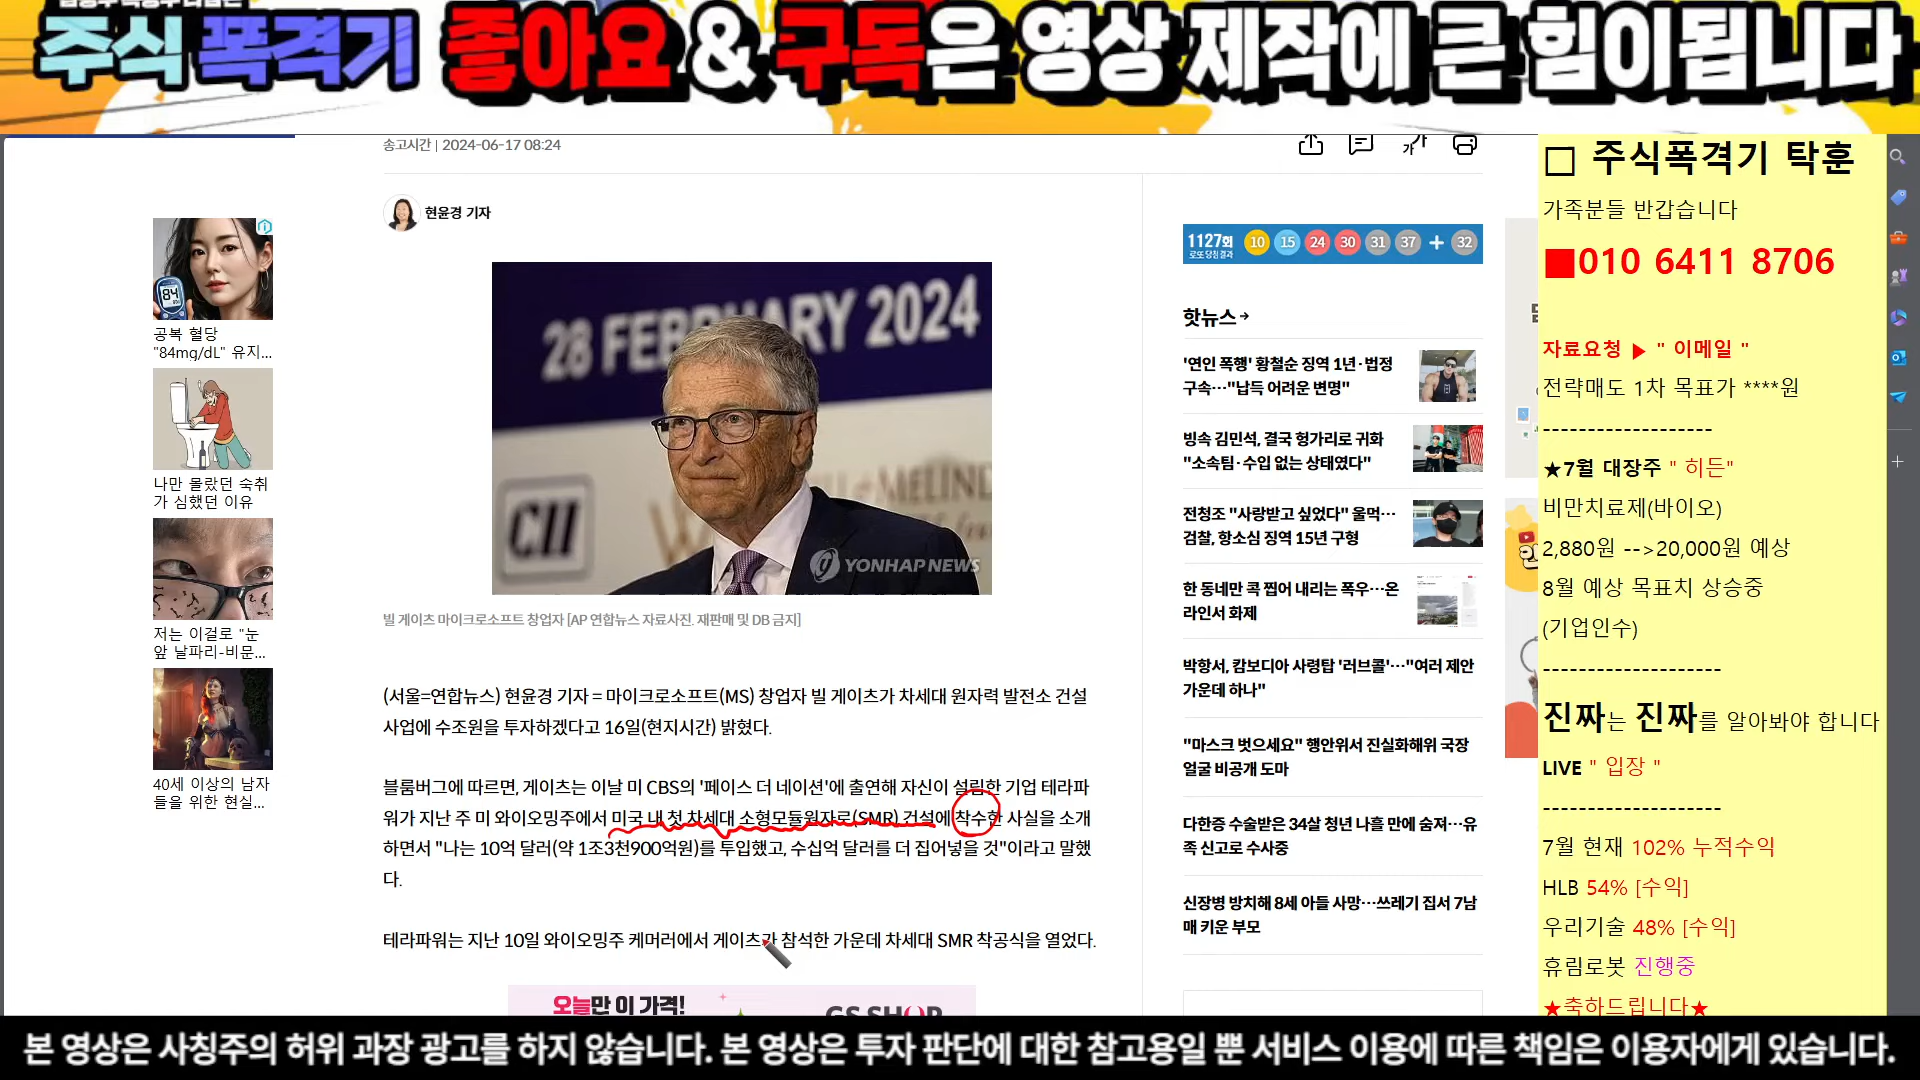 주식 폭격기 좋아요 & 구독은 영상 제작에 큰 힘이됩니다
송고시간 | 2024-06-17 08:24
현윤경 기자
28 FEBRUARY 2024
CII
YONHAP NEWS
빌 게이츠 마이크로소프트 창업자 [AP 연합뉴스 자료사진. 재판매 및 DB 금지]
(서울=연합뉴스) 현윤경 기자 = 마이크로소프트(MS) 창업자 빌 게이츠가 차세대 원자력 발전소 건설
사업에 수조원을 투자하겠다고 16일(현지시간) 밝혔다.
블룸버그에 따르면, 게이츠는 이날 미 CBS의 '페이스 더 네이션'에 출연해 자신이 설립한 기업 테라파
워가 지난 주 미 와이오밍주에서 미국 내 첫 차세대 소형모듈원자로(SMR) 건설에 착수한 사실을 소개
하면서 "나는 10억 달러(약 1조3천900억원)를 투입했고, 수십억 달러를 더 집어넣을 것"이라고 말했
다.
테라파워는 지난 10일 와이오밍주 케머러에서 게이츠가 참석한 가운데 차세대 SMR 착공식을 열었다.
오늘만 이 가격!
GS SHOP
84
공복 혈당
"84mg/dL" 유지...
나만 몰랐던 숙취
가 심했던 이유
저는 이걸로 "눈
앞 날파리-비문...
40세 이상의 남자
들을 위한 현실...
1127회
로또 당첨 결과
10 15 24 30 31 37 + 32
핫뉴스
'연인 폭행' 황철순 징역 1년·법정
구속…"납득 어려운 변명"
빙속 김민석, 결국 헝가리로 귀화
"소속팀·수입 없는 상태였다"
전청조 "사랑받고 싶었다" 울먹…
검찰, 항소심 징역 15년 구형
한 동네만 콕 찝어 내리는 폭우…온
라인서 화제
박항서, 캄보디아 사령탑 '러브콜'…"여러 제안
가운데 하나"
"마스크 벗으세요" 행안위서 진실화해위 국장
얼굴 비공개 도마
다한증 수술받은 34살 청년 나흘 만에 숨져…유
족 신고로 수사중
신장병 방치해 8세 아들 사망…쓰레기 집서 7남
매 키운 부모
□ 주식폭격기 탁훈
가족분들 반갑습니다
■010 6411 8706
자료요청 ▶ " 이메일 "
전략매도 1차 목표가 ****원
-------------------
★7월 대장주 " 히든"
비만치료제(바이오)
2,880원 -->20,000원 예상
8월 예상 목표치 상승중
(기업인수)
--------------------
진짜는 진짜를 알아봐야 합니다
LIVE " 입장 "
--------------------
7월 현재 102% 누적수익
HLB 54% [수익]
우리기술 48% [수익]
휴림로봇 진행중
★축하드립니다★
본 영상은 사칭주의 허위 과장 광고를 하지 않습니다. 본 영상은 투자 판단에 대한 참고용일 뿐 서비스 이용에 따른 책임은 이용자에게 있습니다.